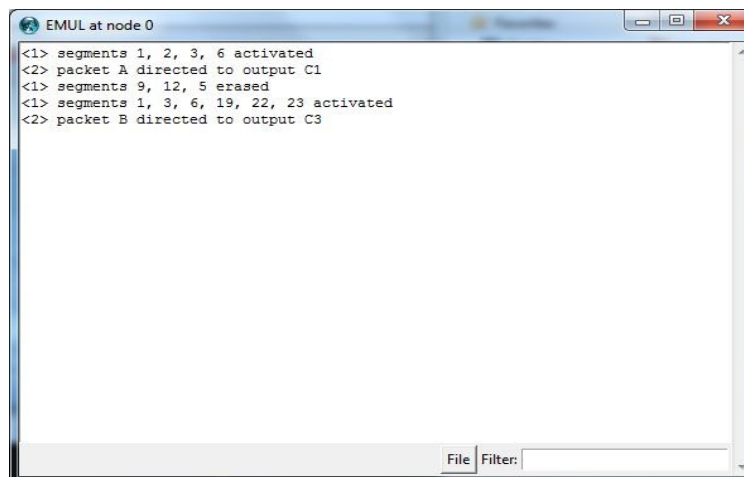 EMUL at node 0
<1> segments 1, 2, 3, 6 activated
<2> packet A directed to output C1
<1> segments 9, 12, 5 erased
<1> segments 1, 3, 6, 19, 22, 23 activated
<2> packet B directed to output C3
File Filter: